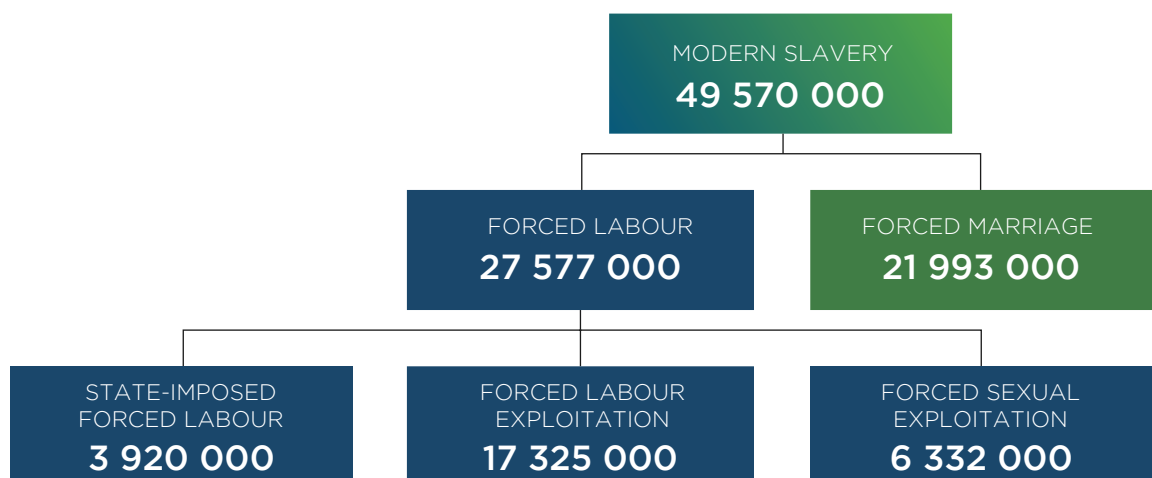 MODERN SLAVERY
49 570 000
FORCED LABOUR
27 577 000
FORCED MARRIAGE
21 993 000
STATE-IMPOSED
FORCED LABOUR
3 920 000
FORCED LABOUR
EXPLOITATION
17 325 000
FORCED SEXUAL
EXPLOITATION
6 332 000